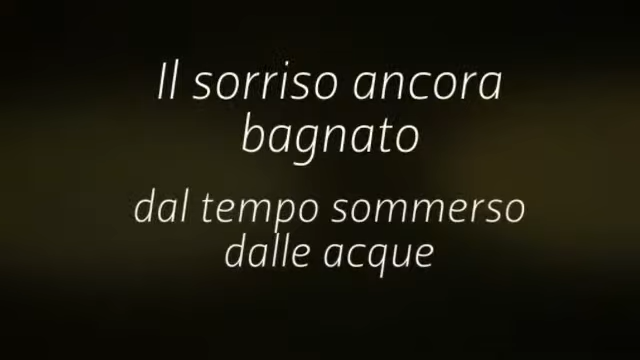 Il sorriso ancora
bagnato
dal tempo sommerso
dalle acque